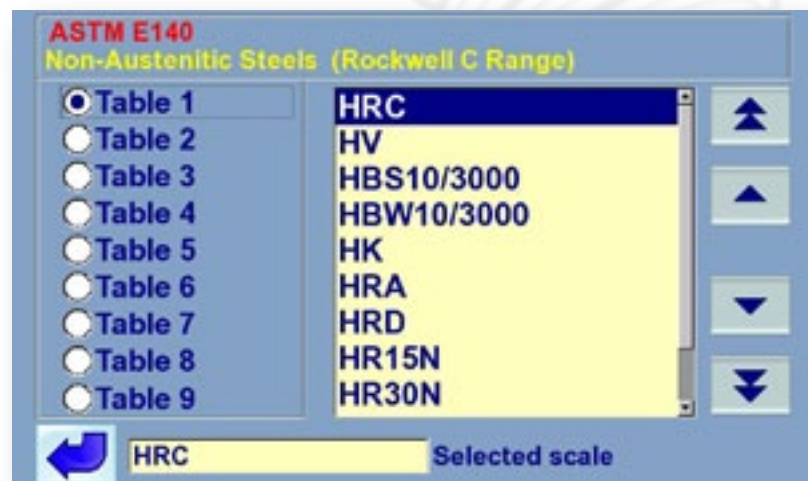 ASTM E140
Non-Austenitic Steels (Rockwell C Range)
Table 1
Table 2
Table 3
Table 4
Table 5
Table 6
Table 7
Table 8
Table 9
HRC
HV
HBS10/3000
HBW10/3000
HK
HRA
HRD
HR15N
HR30N
HRC
Selected scale